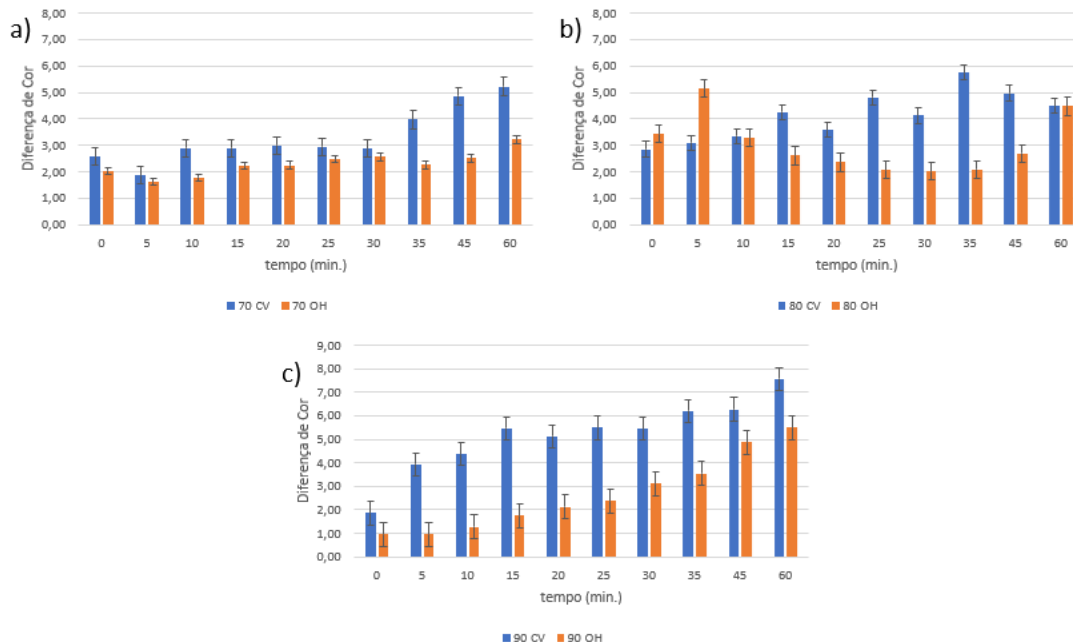 a)
8,00
7,00
6,00
5,00
4,00
3,00
2,00
1,00
0,00
Diferença de Cor
0 5 10 15 20 25 30 35 45 60
tempo (min.)
70 CV 70 OH
b)
8,00
7,00
6,00
5,00
4,00
3,00
2,00
1,00
0,00
Diferença de Cor
0 5 10 15 20 25 30 35 45 60
tempo (min.)
80 CV 80 OH
c)
9,00
8,00
7,00
6,00
5,00
4,00
3,00
2,00
1,00
0,00
Diferença de Cor
0 5 10 15 20 25 30 35 45 60
tempo (min.)
90 CV 90 OH